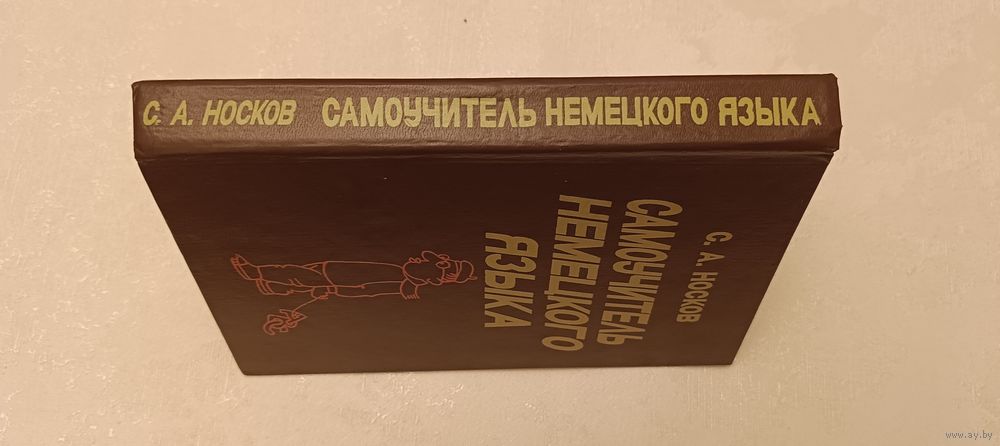 С. А. НОСКОВ САМОУЧИТЕЛЬ НЕМЕЦКОГО ЯЗЫКА
С. А. НОСКОВ
САМОУЧИТЕЛЬ
НЕМЕЦКОГО
ЯЗЫКА
www.ay.by